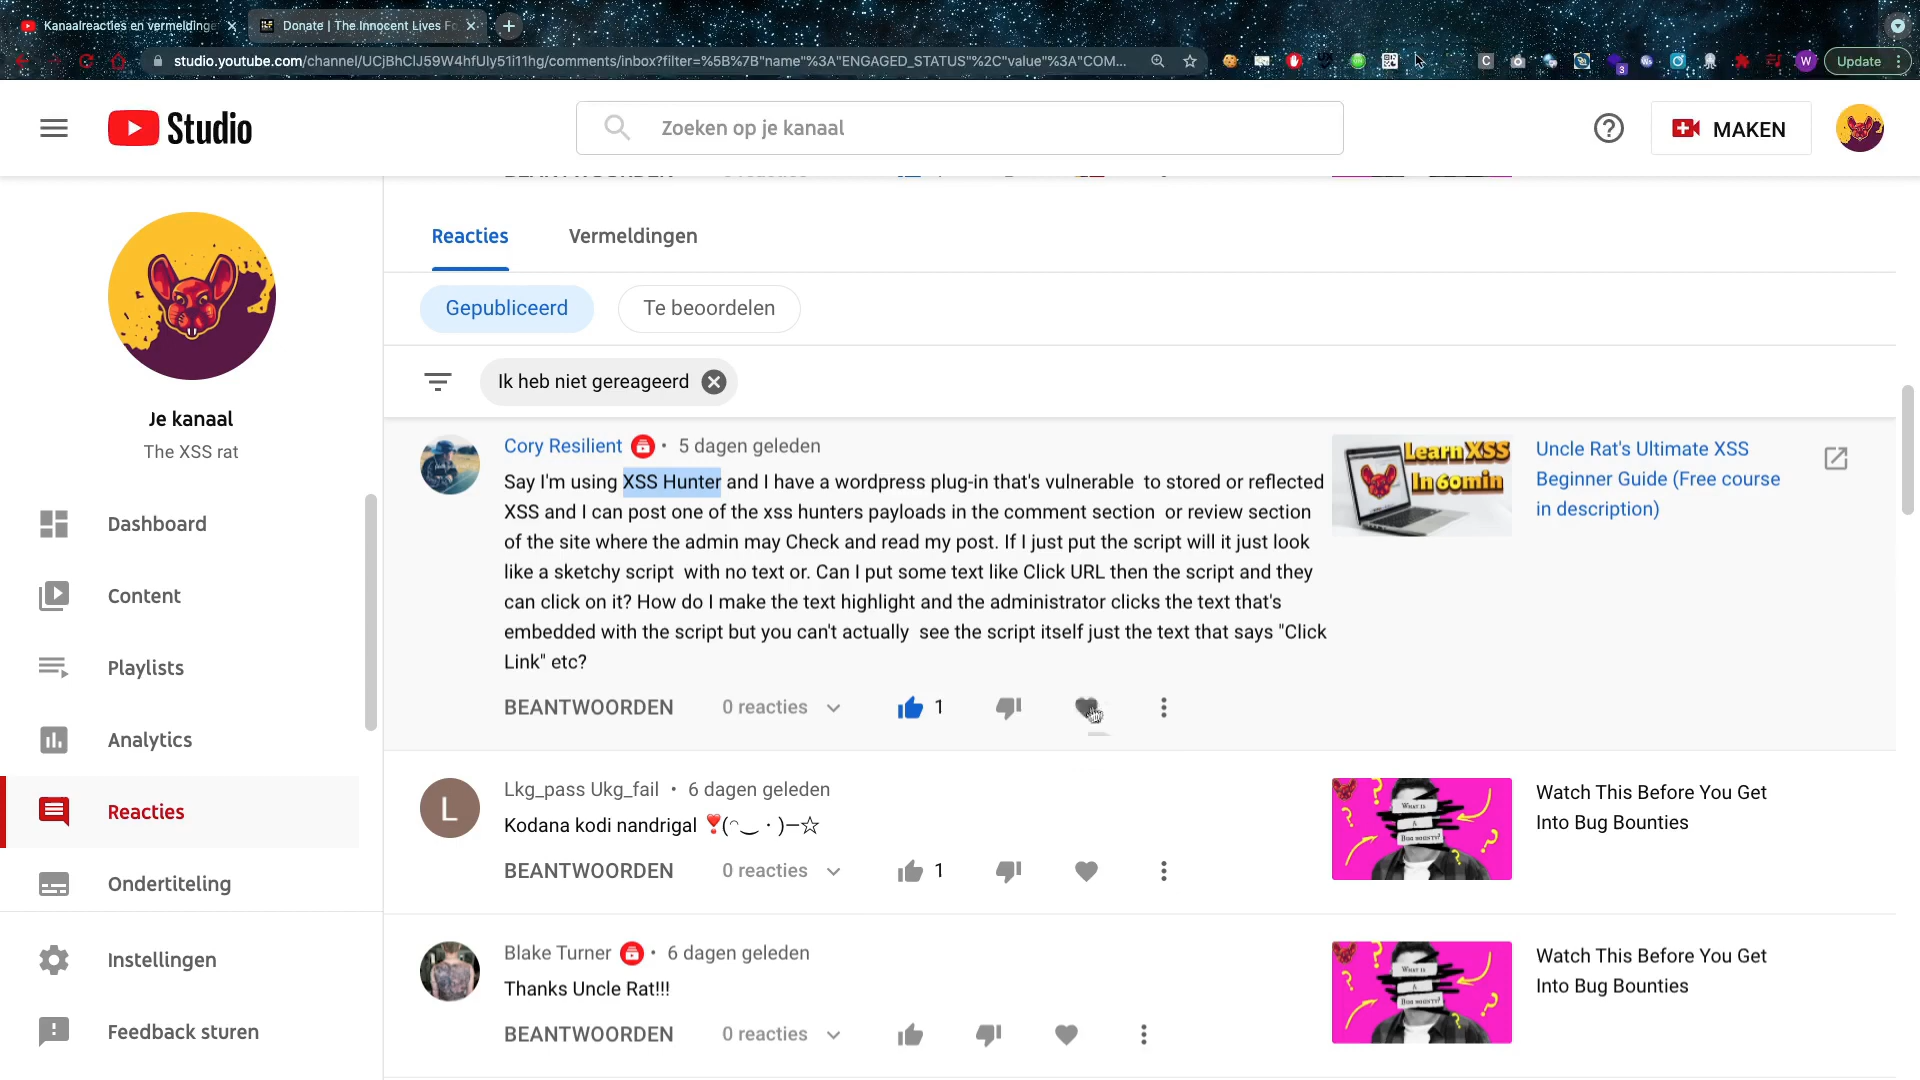 Kanaalreacties en vermeldinge
Donate | The Innocent Lives Fo
studio.youtube.com/channel/UCjBhClJ59W4hfUly51i11hg/comments/inbox?filter=%5B%7B"name"%3A"ENGAGED_STATUS"%2C"value"%3A"COM...
3
W
Update
Studio
Zoeken op je kanaal
MAKEN
Reacties
Vermeldingen
Gepubliceerd
Te beoordelen
Ik heb niet gereageerd
Je kanaal
The XSS rat
Dashboard
Content
Playlists
Analytics
Reacties
Ondertiteling
Instellingen
Feedback sturen
Cory Resilient • 5 dagen geleden
Say I'm using XSS Hunter and I have a wordpress plug-in that's vulnerable to stored or reflected
XSS and I can post one of the xss hunters payloads in the comment section or review section
of the site where the admin may Check and read my post. If I just put the script will it just look
like a sketchy script with no text or. Can I put some text like Click URL then the script and they
can click on it? How do I make the text highlight and the administrator clicks the text that's
embedded with the script but you can't actually see the script itself just the text that says "Click
Link" etc?
BEANTWOORDEN
0 reacties
1
Learn XSS
In 60min
Uncle Rat's Ultimate XSS
Beginner Guide (Free course
in description)
L
Lkg_pass Ukg_fail • 6 dagen geleden
Kodana kodi nandrigal ❣️(◠‿・)—☆
BEANTWOORDEN
0 reacties
1
WHAT IS
A
BUG BOUNTY?
Watch This Before You Get
Into Bug Bounties
Blake Turner • 6 dagen geleden
Thanks Uncle Rat!!!
BEANTWOORDEN
0 reacties
WHAT IS
A
BUG BOUNTY?
Watch This Before You Get
Into Bug Bounties